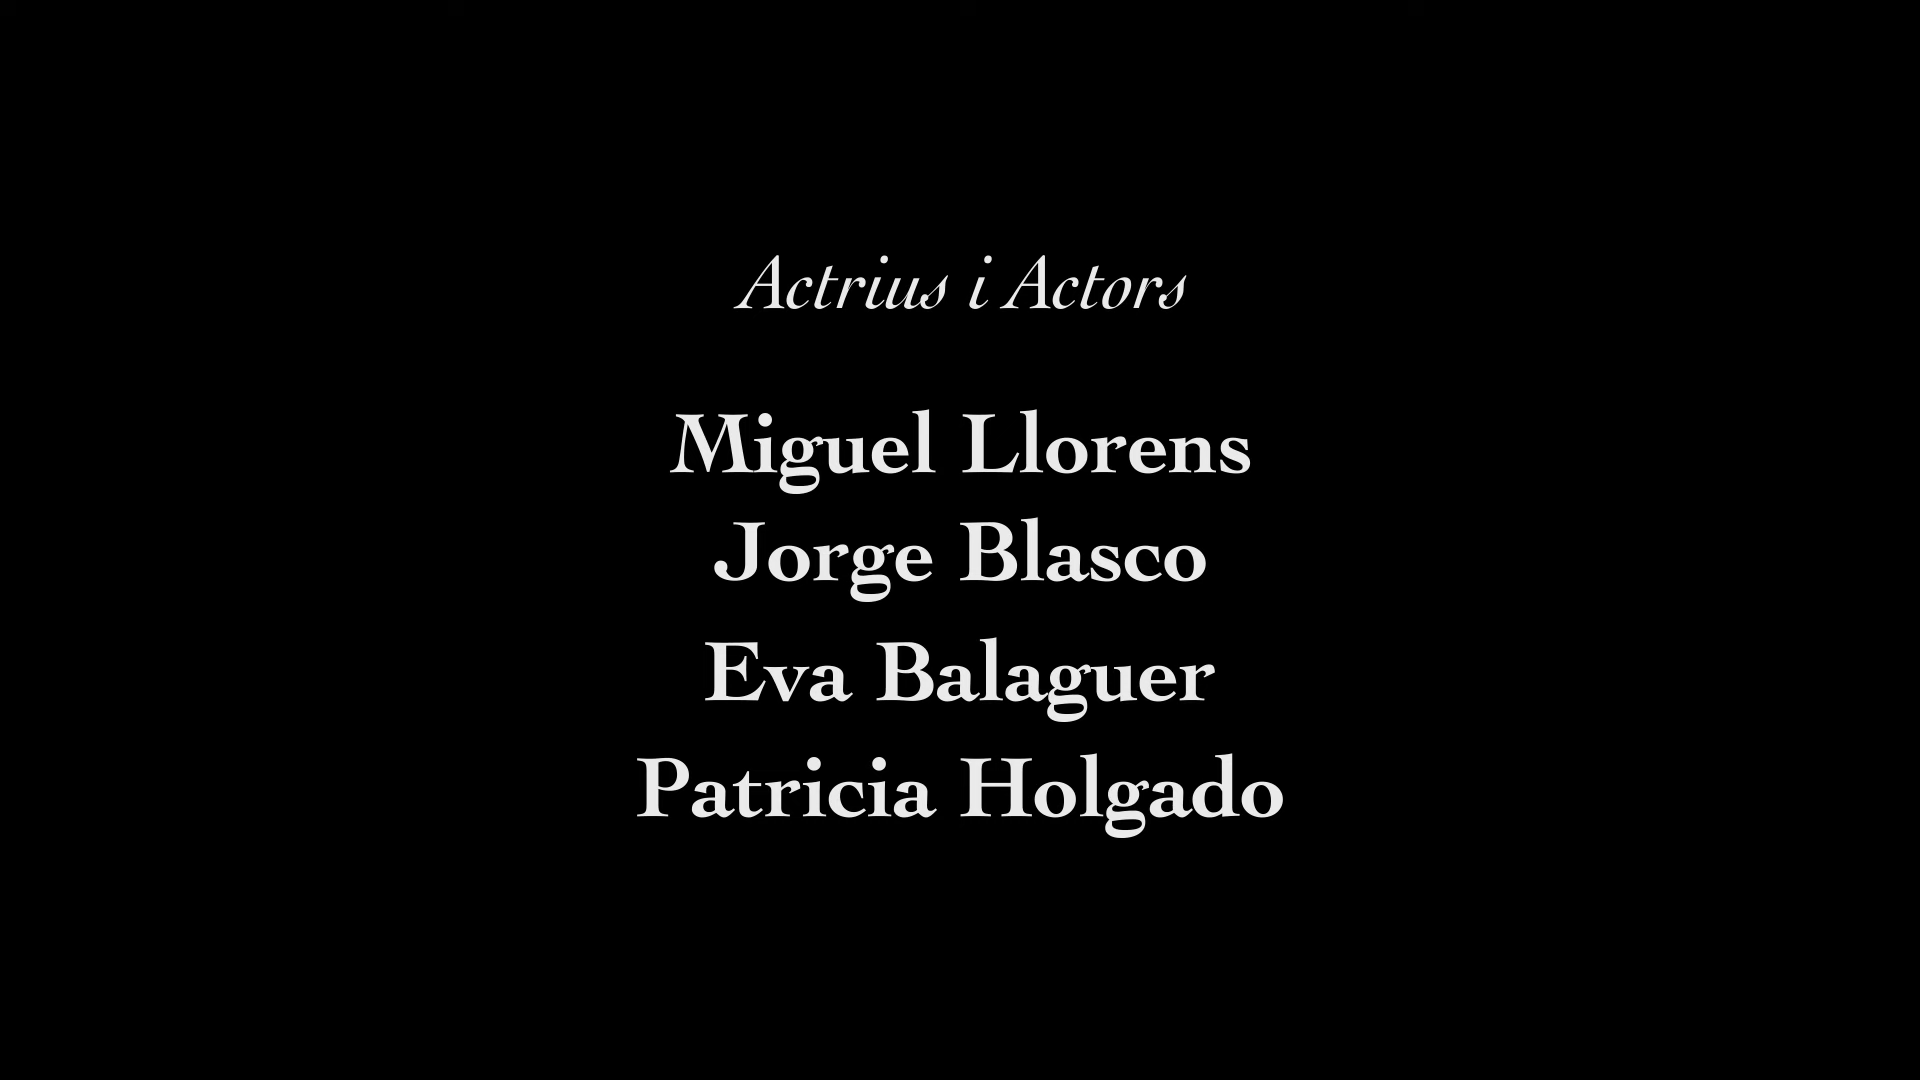 Actrius i Actors
Miguel Llorens
Jorge Blasco
Eva Balaguer
Patricia Holgado